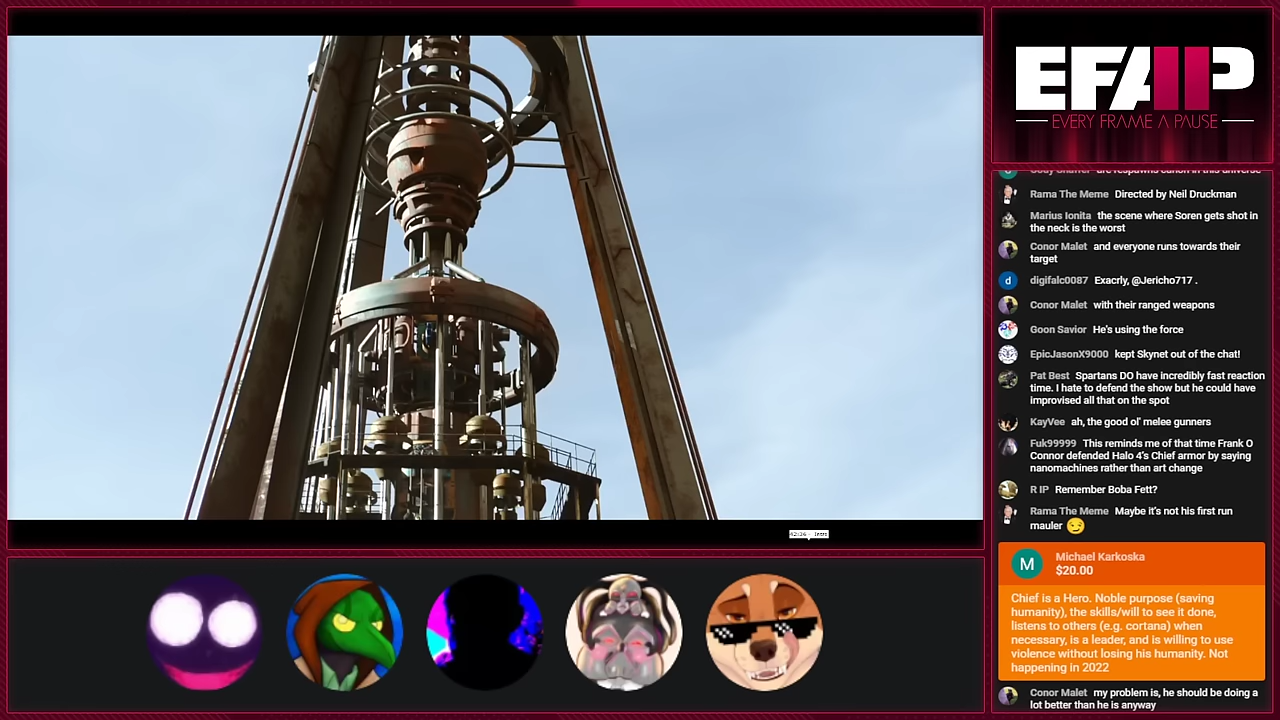 EFAP
EVERY FRAME A PAUSE
are respawns canon in this universe
Rama The Meme Directed by Neil Druckman
Marius Ionita the scene where Soren gets shot in
the neck is the worst
Conor Malet and everyone runs towards their
target
digifalc0087 Exacrly, @Jericho717 .
Conor Malet with their ranged weapons
Goon Savior He's using the force
EpicJasonX9000 kept Skynet out of the chat!
Pat Best Spartans DO have incredibly fast reaction
time. I hate to defend the show but he could have
improvised all that on the spot
KayVee ah, the good ol' melee gunners
Fuk99999 This reminds me of that time Frank O
Connor defended Halo 4's Chief armor by saying
nanomachines rather than art change
R IP Remember Boba Fett?
Rama The Meme Maybe it's not his first run
mauler 😏
M
Michael Karkoska
$20.00
Chief is a Hero. Noble purpose (saving
humanity), the skills/will to see it done,
listens to others (e.g. cortana) when
necessary, is a leader, and is willing to use
violence without losing his humanity. Not
happening in 2022
Conor Malet my problem is, he should be doing a
lot better than he is anyway